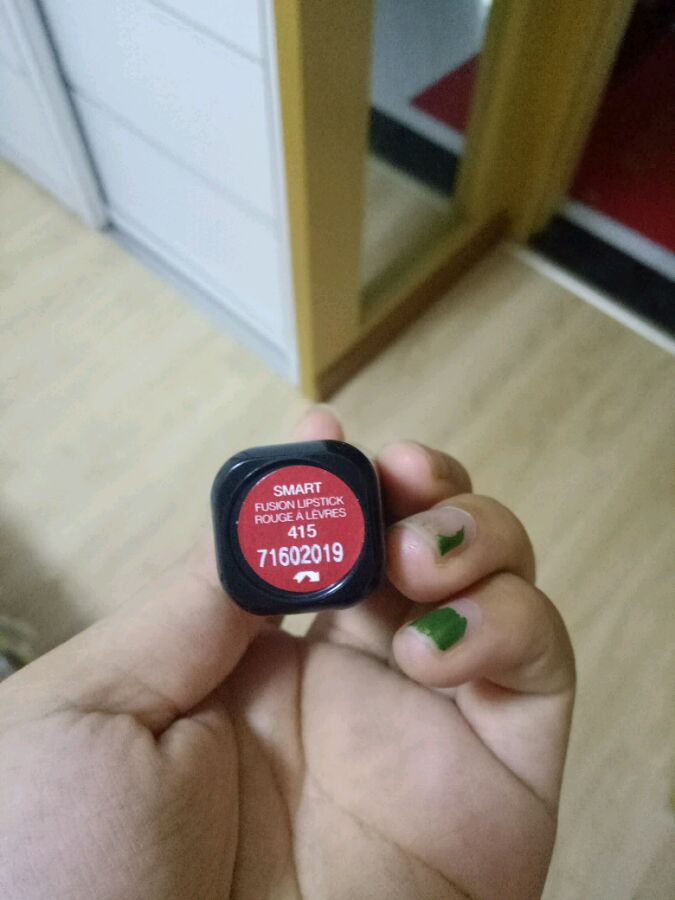 SMART
FUSION LIPSTICK
ROUGE À LÈVRES
415
71602019